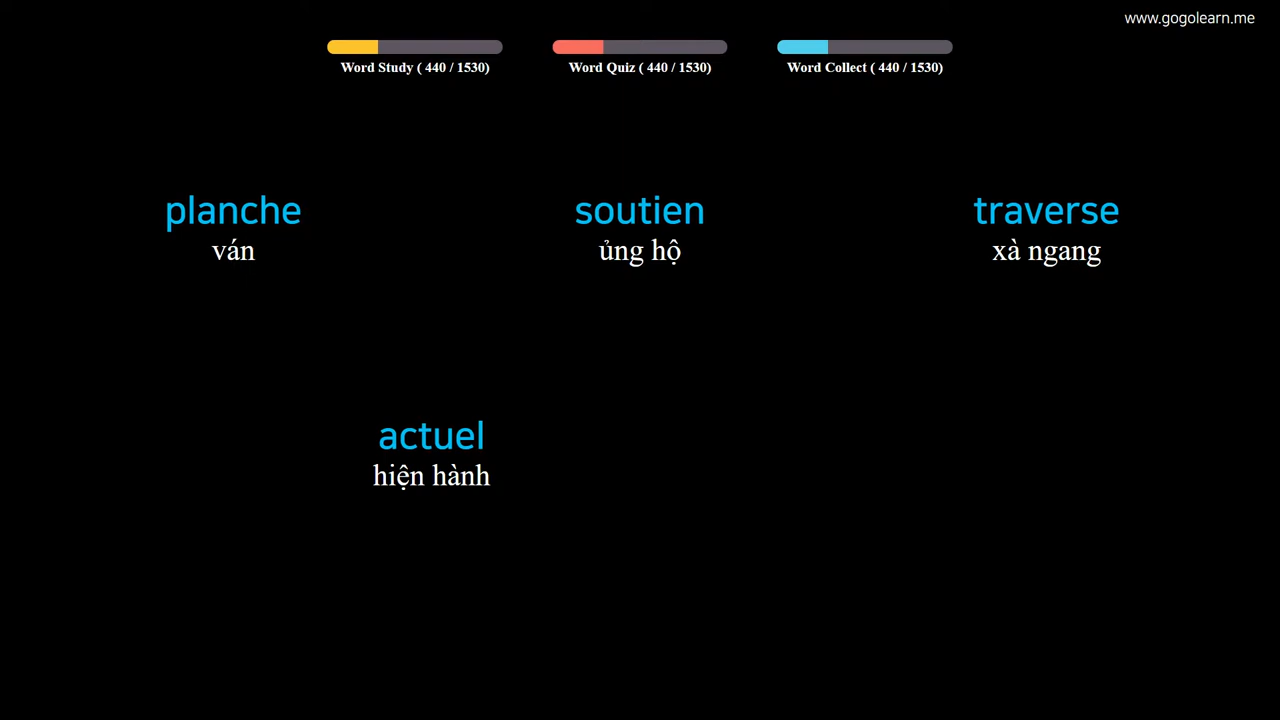 www.gogolearn.me
Word Study ( 440 / 1530)
Word Quiz ( 440 / 1530)
Word Collect ( 440 / 1530)
planche
ván
soutien
ủng hộ
traverse
xà ngang
actuel
hiện hành